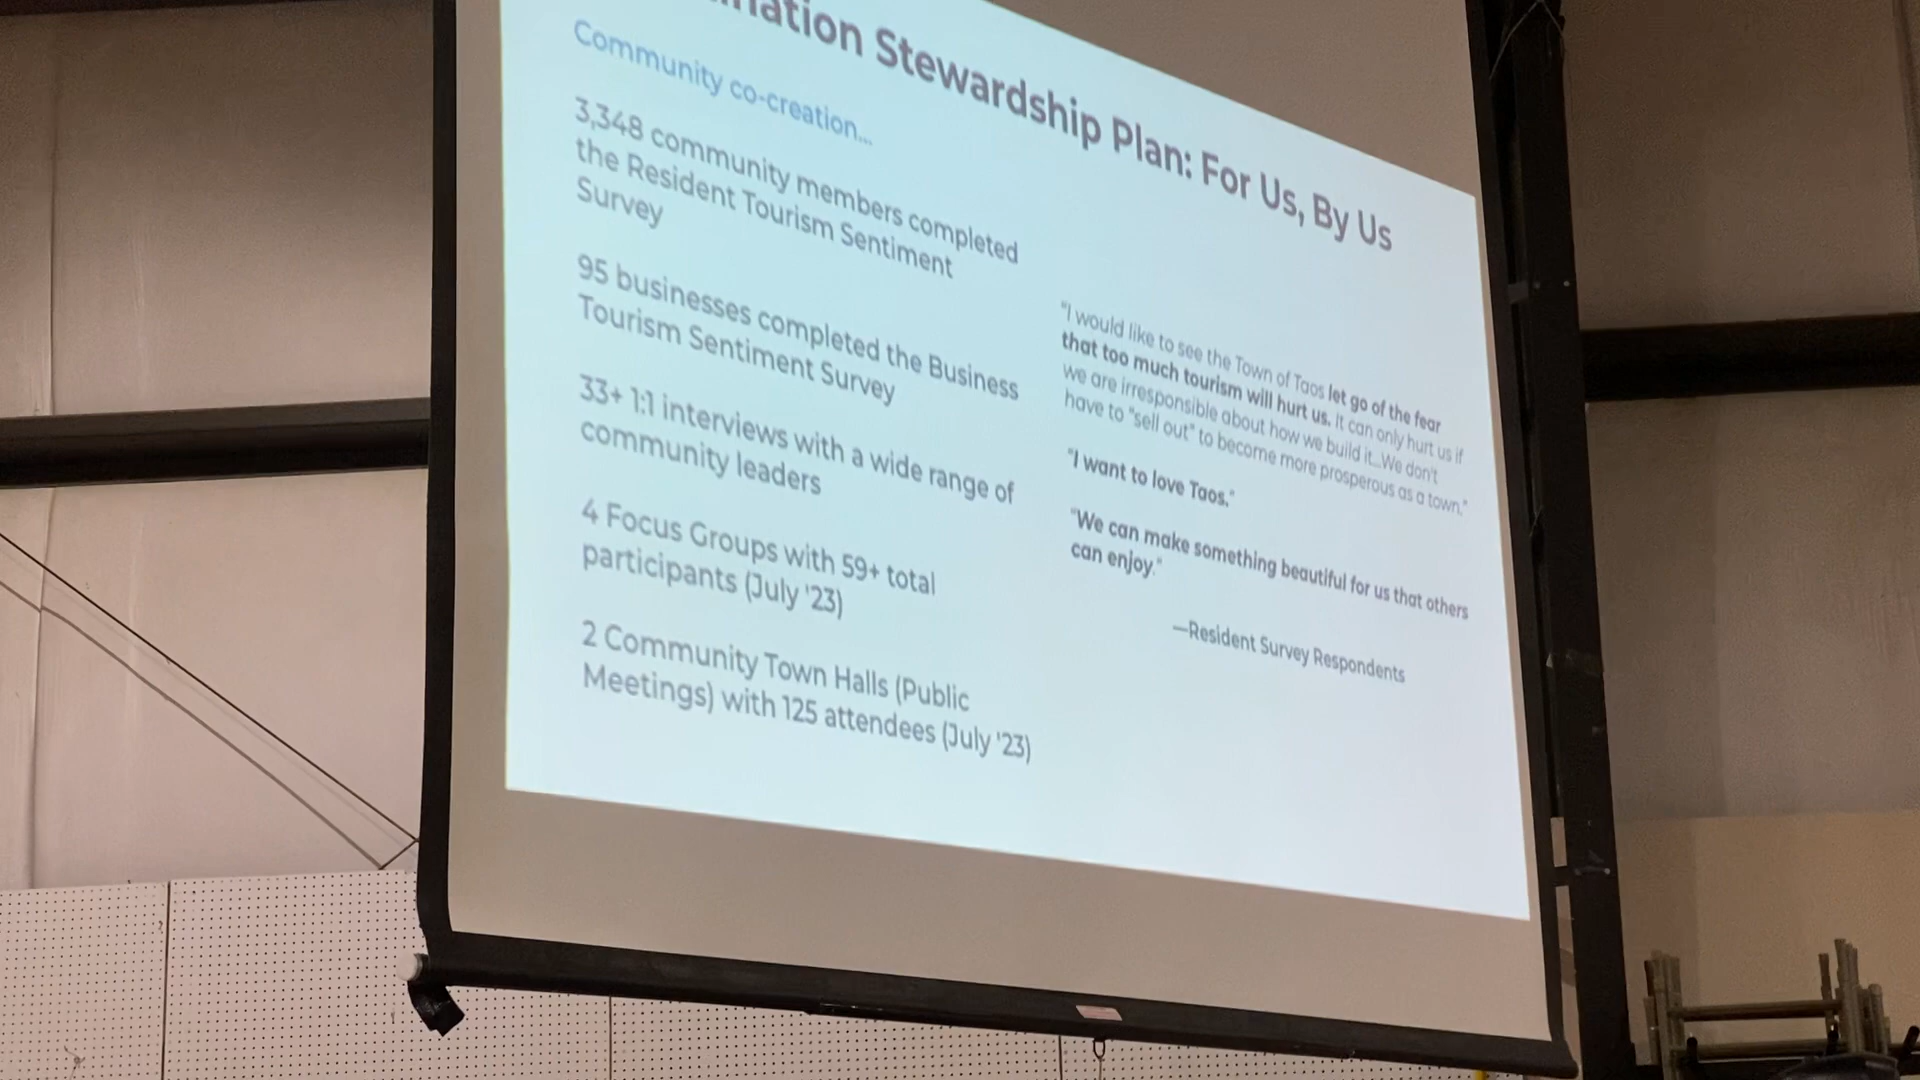 Stewardship Plan: For Us, By Us
Community co-creation...
3,348 community members completed
the Resident Tourism Sentiment
Survey
95 businesses completed the Business
Tourism Sentiment Survey
33+ 1:1 interviews with a wide range of
community leaders
4 Focus Groups with 59+ total
participants (July '23)
2 Community Town Halls (Public
Meetings) with 125 attendees (July '23)
"I would like to see the Town of Taos let go of the fear
that too much tourism will hurt us. It can only hurt us if
we are irresponsible about how we build it...We don't
have to "sell out" to become more prosperous as a town."
"I want to love Taos."
"We can make something beautiful for us that others
can enjoy."
—Resident Survey Respondents